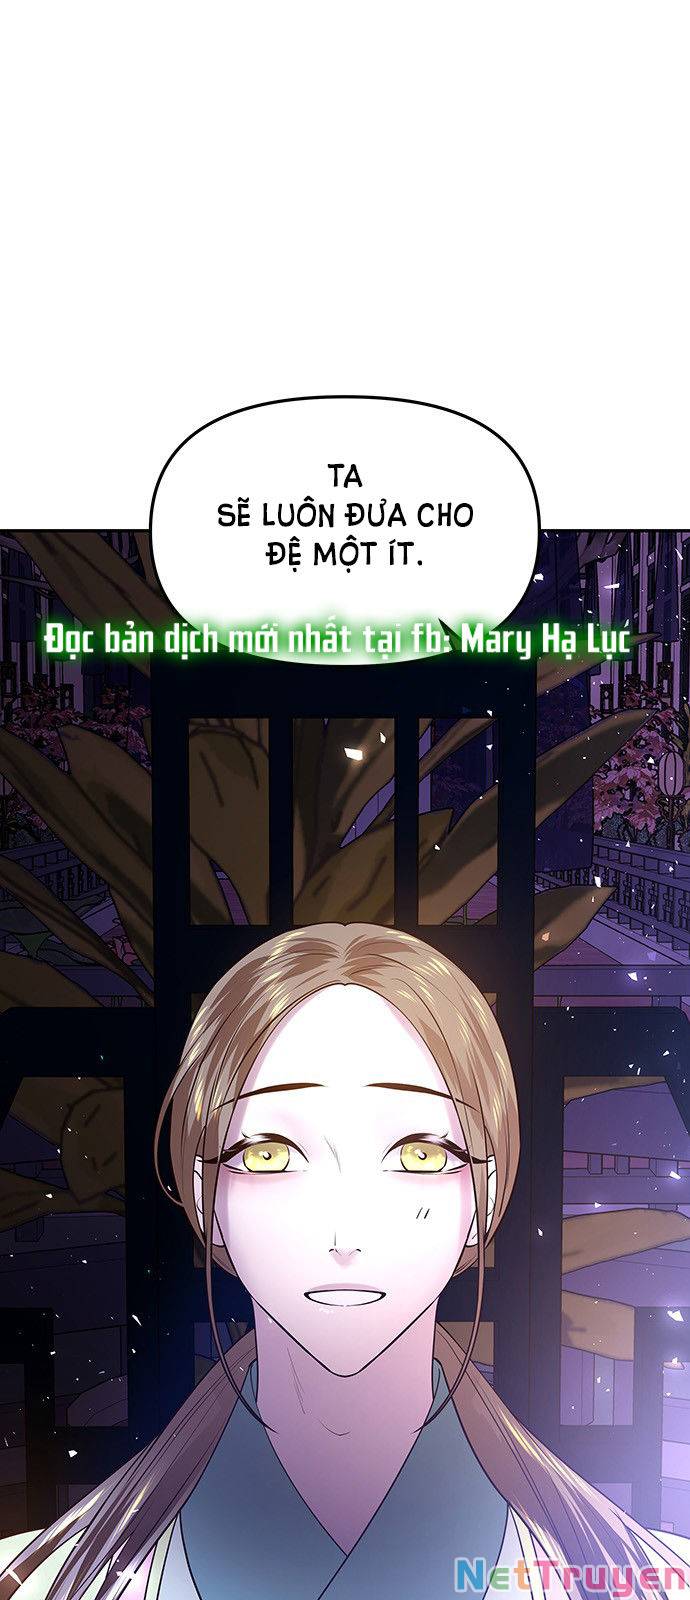 TA
SẼ LUÔN ĐƯA CHO
ĐỆ MỘT ÍT.
Đọc bản dịch mới nhất tại fb: Mary Hạ Lục
NetTruyen